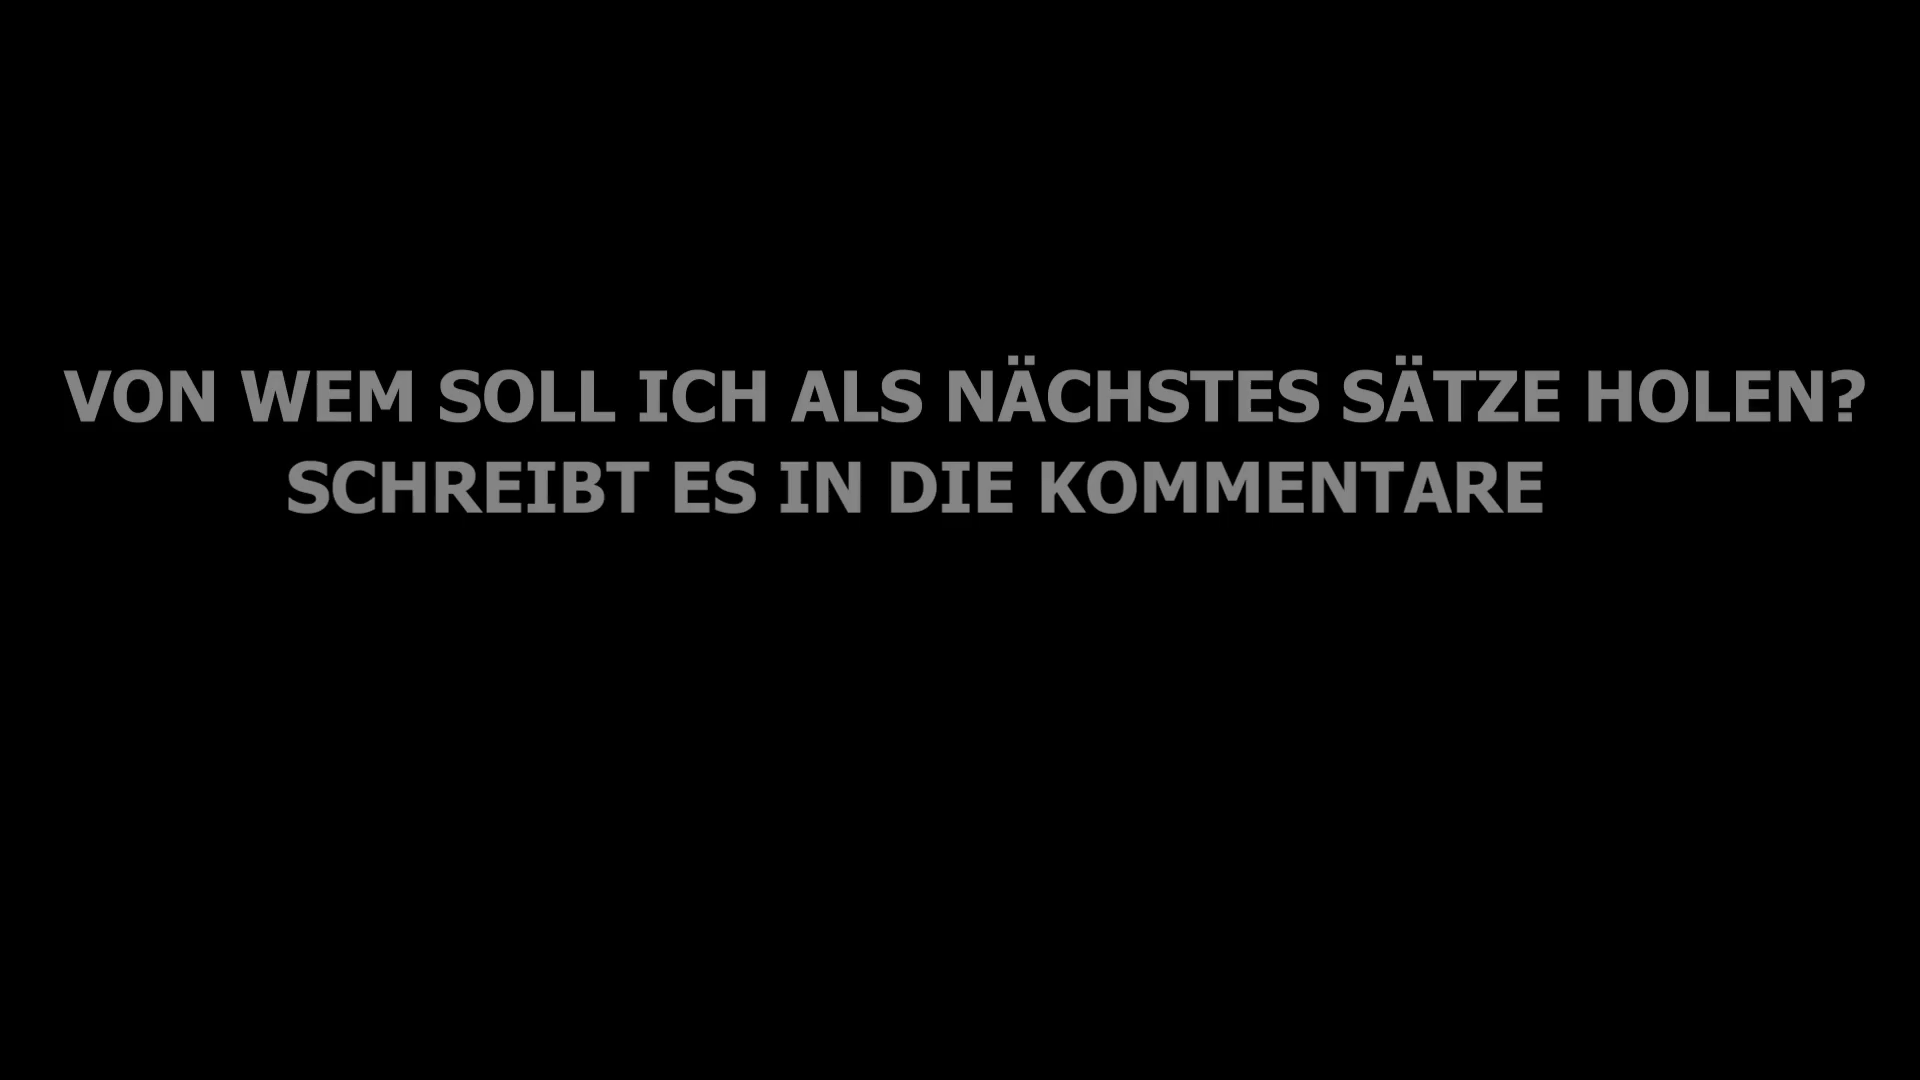 VON WEM SOLL ICH ALS NÄCHSTES SÄTZE HOLEN?
SCHREIBT ES IN DIE KOMMENTARE